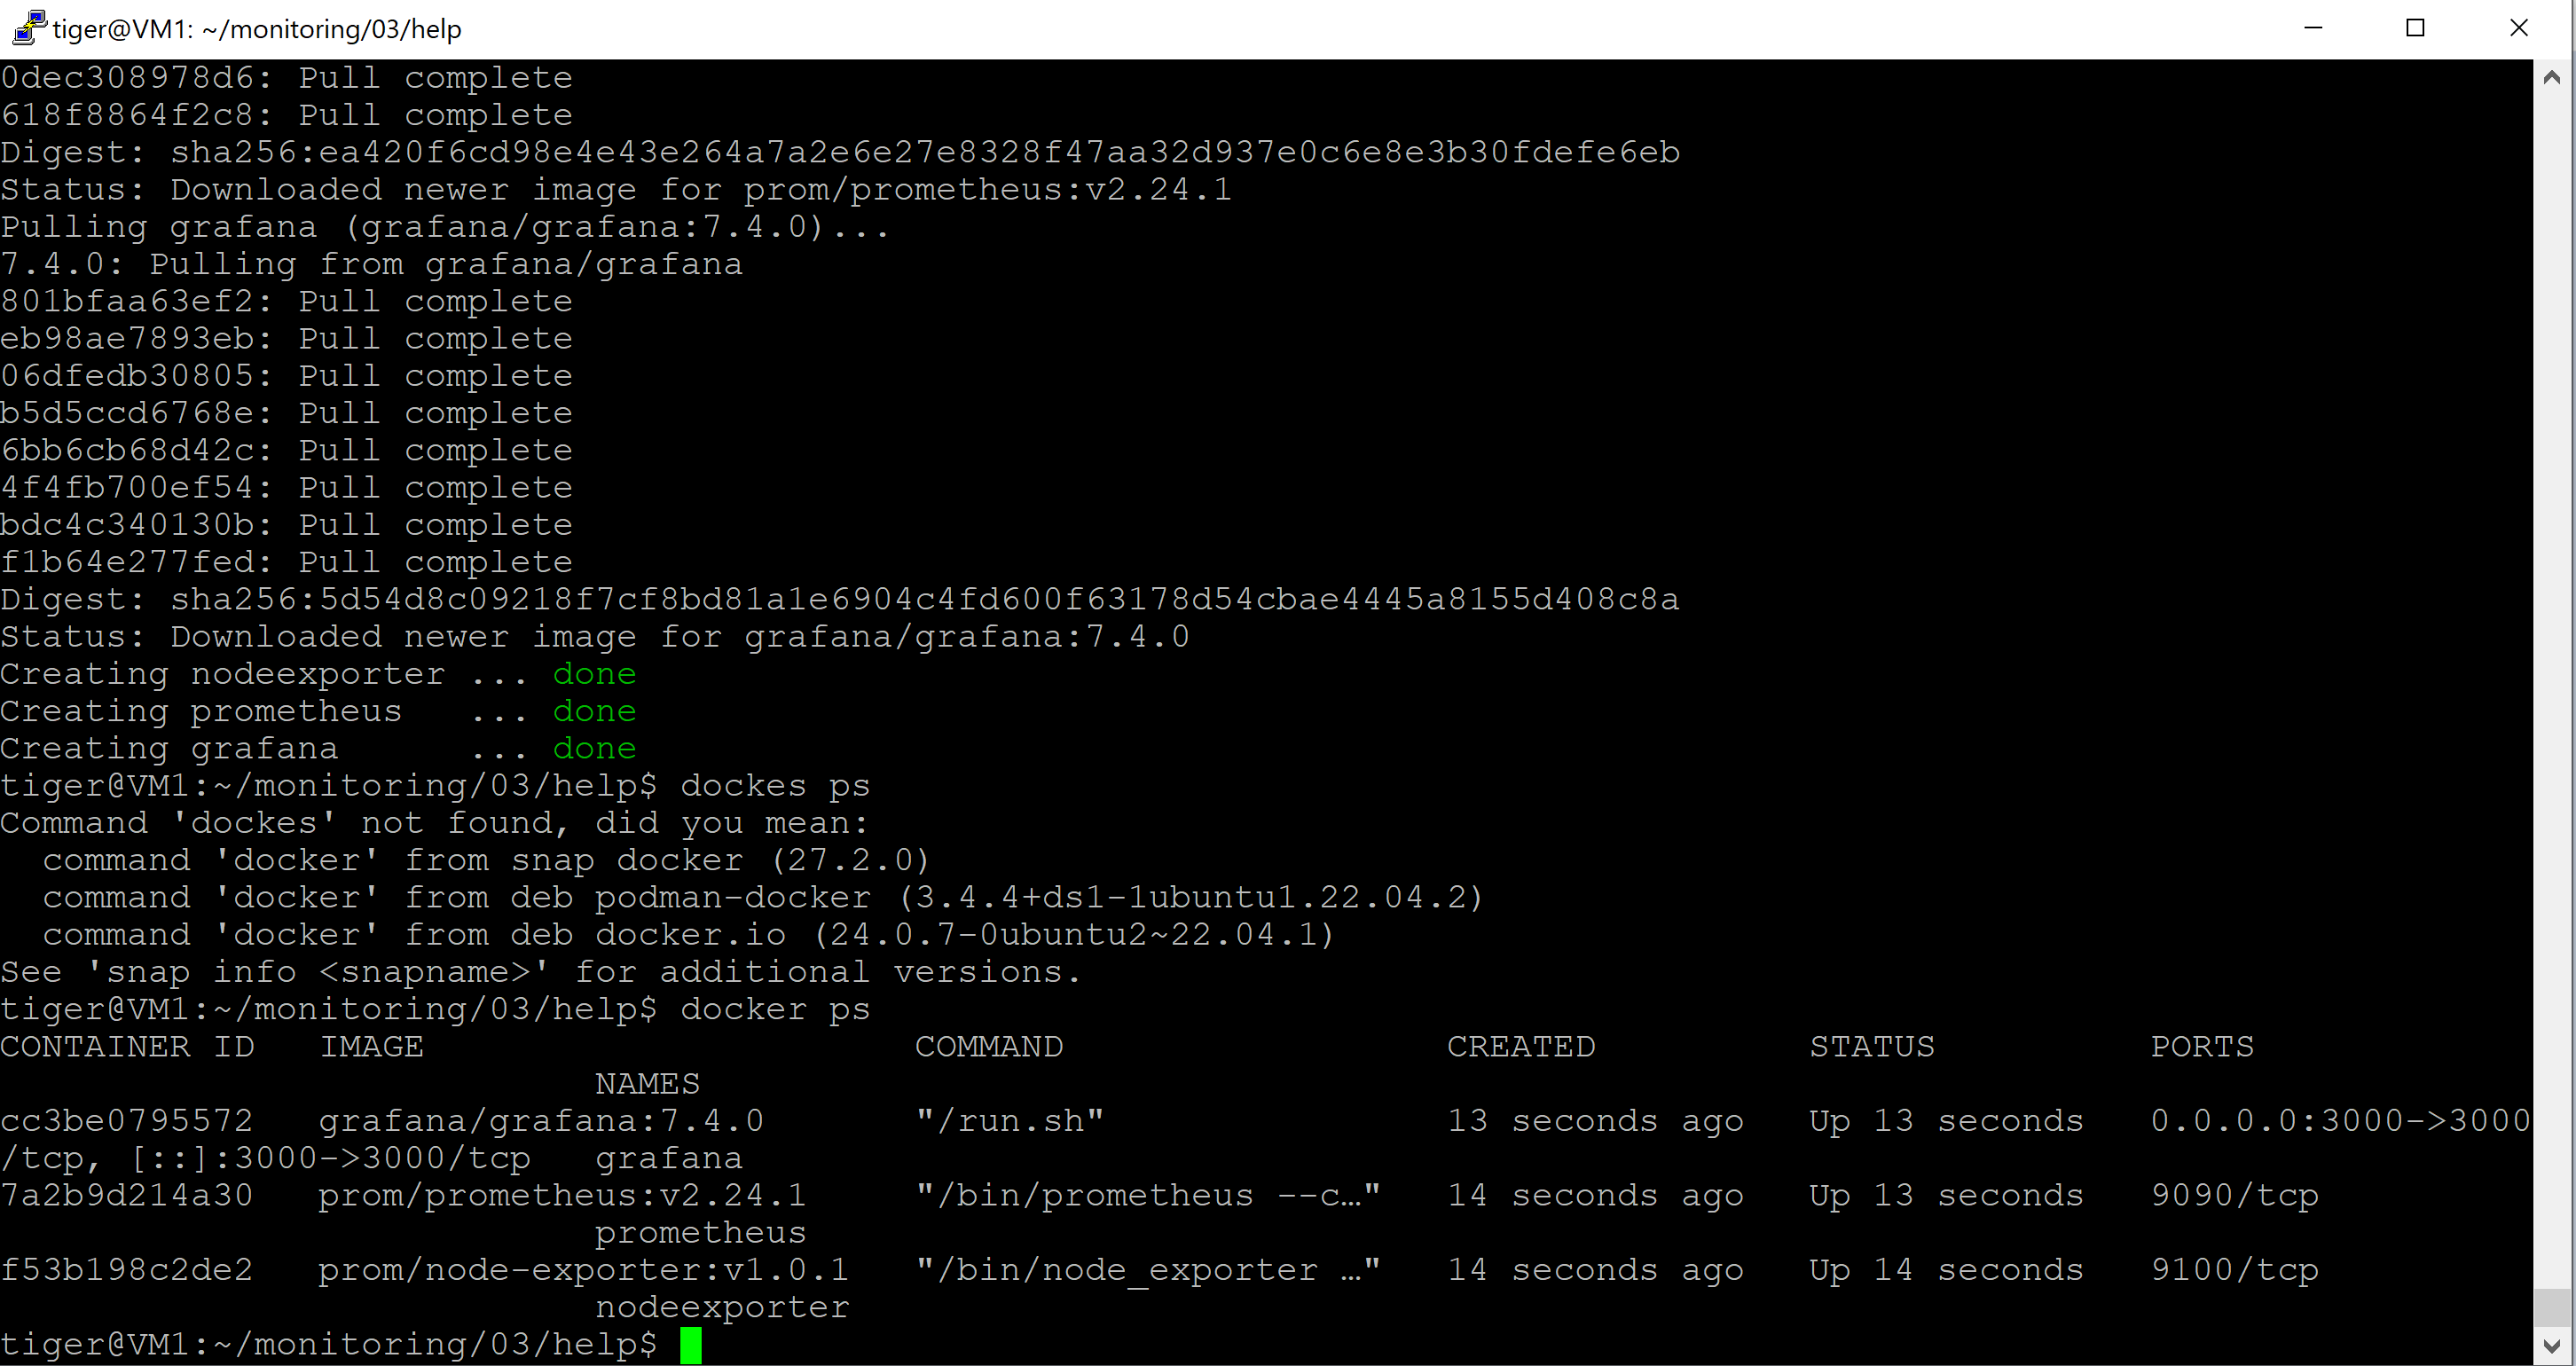 tiger@VM1: ~/monitoring/03/help
0dec308978d6: Pull complete
618f8864f2c8: Pull complete
Digest: sha256:ea420f6cd98e4e43e264a7a2e6e27e8328f47aa32d937e0c6e8e3b30fdefe6eb
Status: Downloaded newer image for prom/prometheus:v2.24.1
Pulling grafana (grafana/grafana:7.4.0)...
7.4.0: Pulling from grafana/grafana
801bfaa63ef2: Pull complete
eb98ae7893eb: Pull complete
06dfedb30805: Pull complete
b5d5ccd6768e: Pull complete
6bb6cb68d42c: Pull complete
4f4fb700ef54: Pull complete
bdc4c340130b: Pull complete
f1b64e277fed: Pull complete
Digest: sha256:5d54d8c09218f7cf8bd81a1e6904c4fd600f63178d54cbae4445a8155d408c8a
Status: Downloaded newer image for grafana/grafana:7.4.0
Creating nodeexporter ... done
Creating prometheus   ... done
Creating grafana      ... done
tiger@VM1:~/monitoring/03/help$ dockes ps
Command 'dockes' not found, did you mean:
  command 'docker' from snap docker (27.2.0)
  command 'docker' from deb podman-docker (3.4.4+ds1-1ubuntu1.22.04.2)
  command 'docker' from deb docker.io (24.0.7-0ubuntu2~22.04.1)
See 'snap info <snapname>' for additional versions.
tiger@VM1:~/monitoring/03/help$ docker ps
CONTAINER ID   IMAGE                       COMMAND                  CREATED          STATUS          PORTS
                            NAMES
cc3be0795572   grafana/grafana:7.4.0       "/run.sh"                13 seconds ago   Up 13 seconds   0.0.0.0:3000->3000
/tcp, [::]:3000->3000/tcp   grafana
7a2b9d214a30   prom/prometheus:v2.24.1     "/bin/prometheus --c…"   14 seconds ago   Up 13 seconds   9090/tcp
                            prometheus
f53b198c2de2   prom/node-exporter:v1.0.1   "/bin/node_exporter …"   14 seconds ago   Up 14 seconds   9100/tcp
                            nodeexporter
tiger@VM1:~/monitoring/03/help$